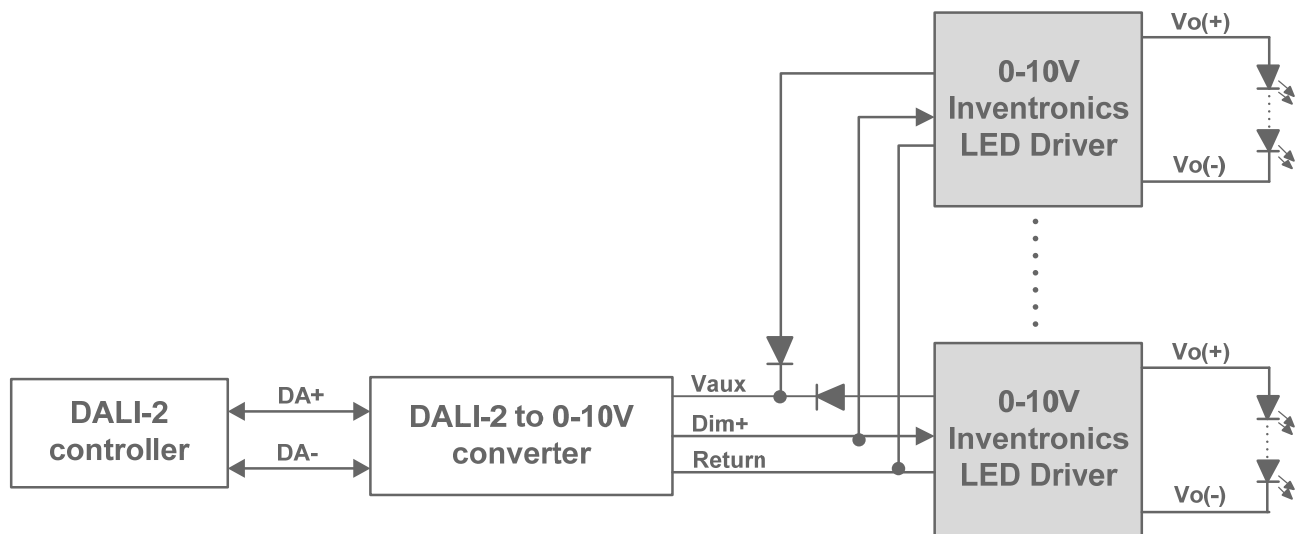 Vo(+)
0-10V
Inventronics
LED Driver
Vo(-)
DALI-2
controller
DA+
DA-
DALI-2 to 0-10V
converter
Vaux
Dim+
Return
0-10V
Inventronics
LED Driver
Vo(+)
Vo(-)